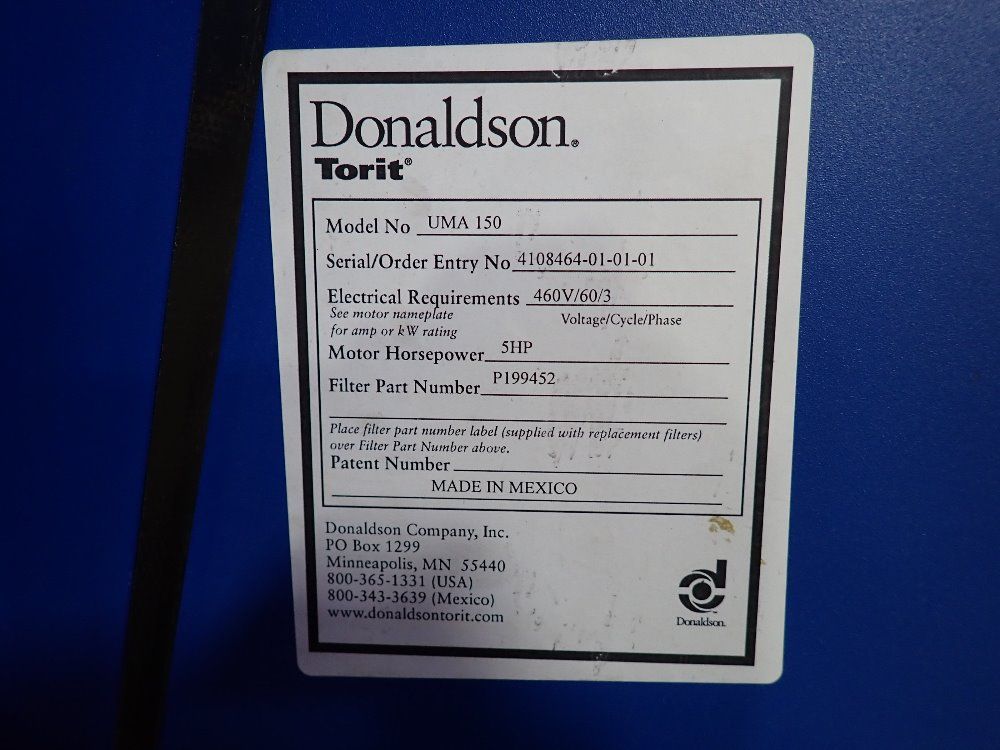 Donaldson®
Torit®
Model No UMA 150
Serial/Order Entry No 4108464-01-01-01
Electrical Requirements 460V/60/3
See motor nameplate Voltage/Cycle/Phase
for amp or kW rating
Motor Horsepower 5HP
Filter Part Number P199452
Place filter part number label (supplied with replacement filters)
over Filter Part Number above.
Patent Number
MADE IN MEXICO
Donaldson Company, Inc.
PO Box 1299
Minneapolis, MN 55440
800-365-1331 (USA)
800-343-3639 (Mexico)
www.donaldsontorit.com
Donaldson.